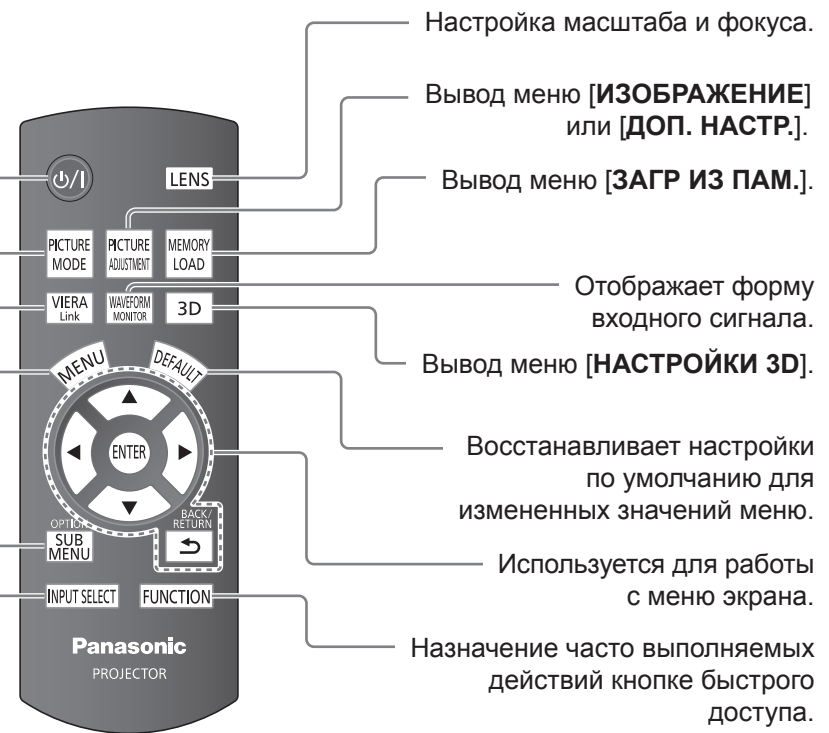 Настройка масштаба и фокуса.
Вывод меню [ИЗОБРАЖЕНИЕ]
или [ДОП. НАСТР.].
LENS
Вывод меню [ЗАГР ИЗ ПАМ.].
PICTURE
MODE
PICTURE
ADJUSTMENT
MEMORY
LOAD
Отображает форму
входного сигнала.
VIERA
Link
WAVEFORM
MONITOR
3D
Вывод меню [НАСТРОЙКИ 3D].
MENU
DEFAULT
Восстанавливает настройки
по умолчанию для
измененных значений меню.
ENTER
OPTION
SUB
MENU
BACK/
RETURN
Используется для работы
с меню экрана.
INPUT SELECT
FUNCTION
Назначение часто выполняемых
действий кнопке быстрого
доступа.
Panasonic
PROJECTOR